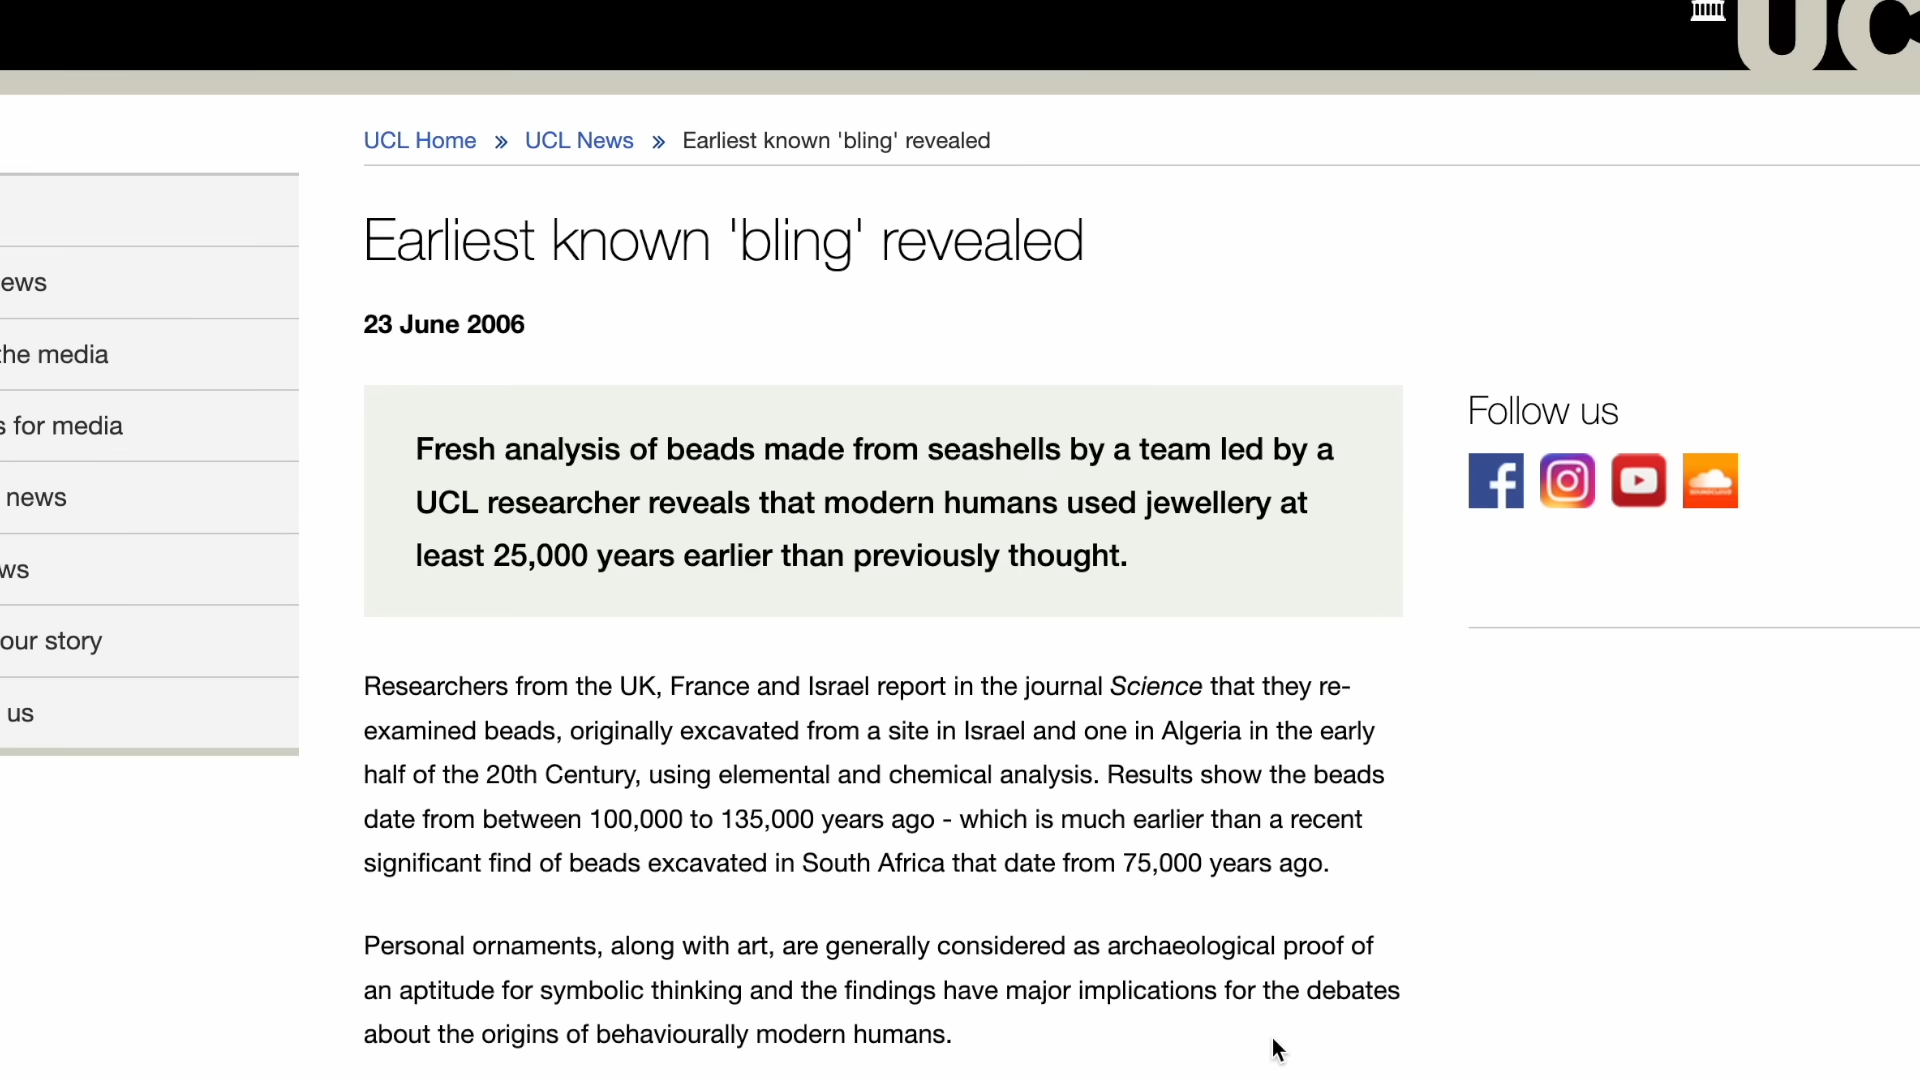 UC
UCL Home » UCL News » Earliest known 'bling' revealed
Earliest known 'bling' revealed
23 June 2006
ews
the media
s for media
news
ws
our story
us
Fresh analysis of beads made from seashells by a team led by a
UCL researcher reveals that modern humans used jewellery at
least 25,000 years earlier than previously thought.
Follow us
SOUNDCLOUD
Researchers from the UK, France and Israel report in the journal Science that they re-
examined beads, originally excavated from a site in Israel and one in Algeria in the early
half of the 20th Century, using elemental and chemical analysis. Results show the beads
date from between 100,000 to 135,000 years ago - which is much earlier than a recent
significant find of beads excavated in South Africa that date from 75,000 years ago.
Personal ornaments, along with art, are generally considered as archaeological proof of
an aptitude for symbolic thinking and the findings have major implications for the debates
about the origins of behaviourally modern humans.